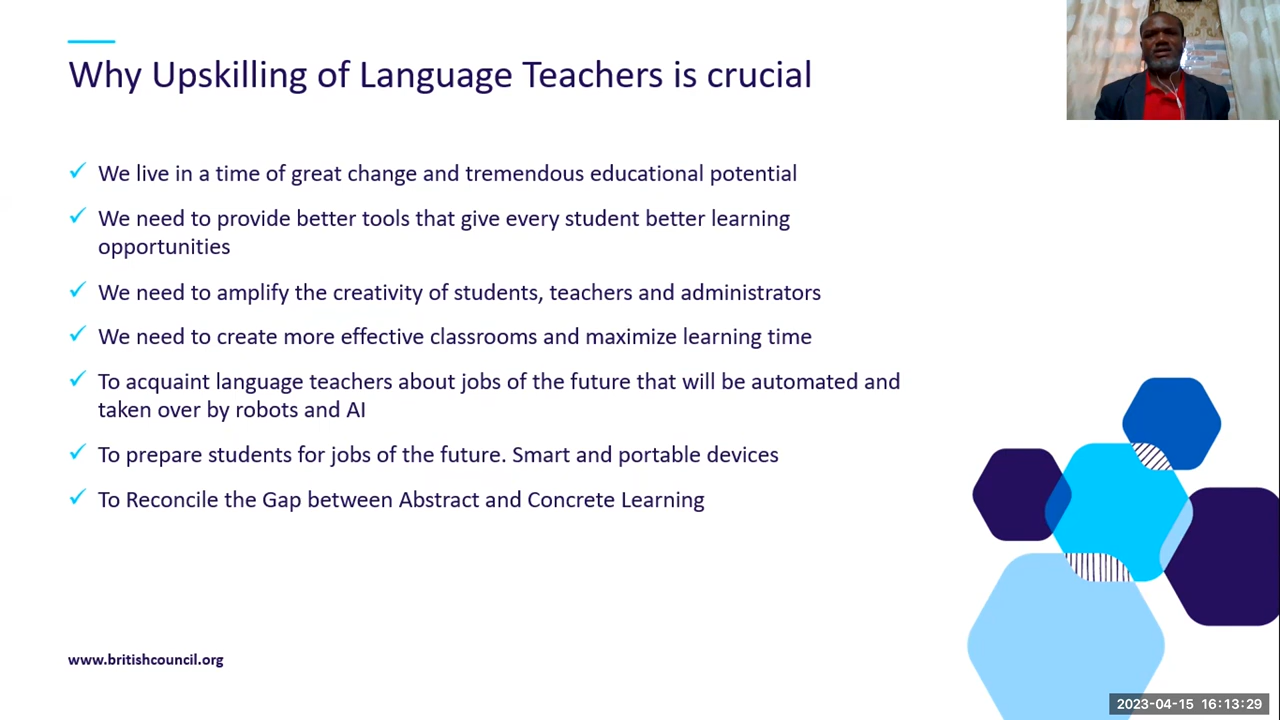 Why Upskilling of Language Teachers is crucial
✓ We live in a time of great change and tremendous educational potential
✓ We need to provide better tools that give every student better learning
opportunities
✓ We need to amplify the creativity of students, teachers and administrators
✓ We need to create more effective classrooms and maximize learning time
✓ To acquaint language teachers about jobs of the future that will be automated and
taken over by robots and AI
✓ To prepare students for jobs of the future. Smart and portable devices
✓ To Reconcile the Gap between Abstract and Concrete Learning
www.britishcouncil.org
2023-04-15 16:13:29